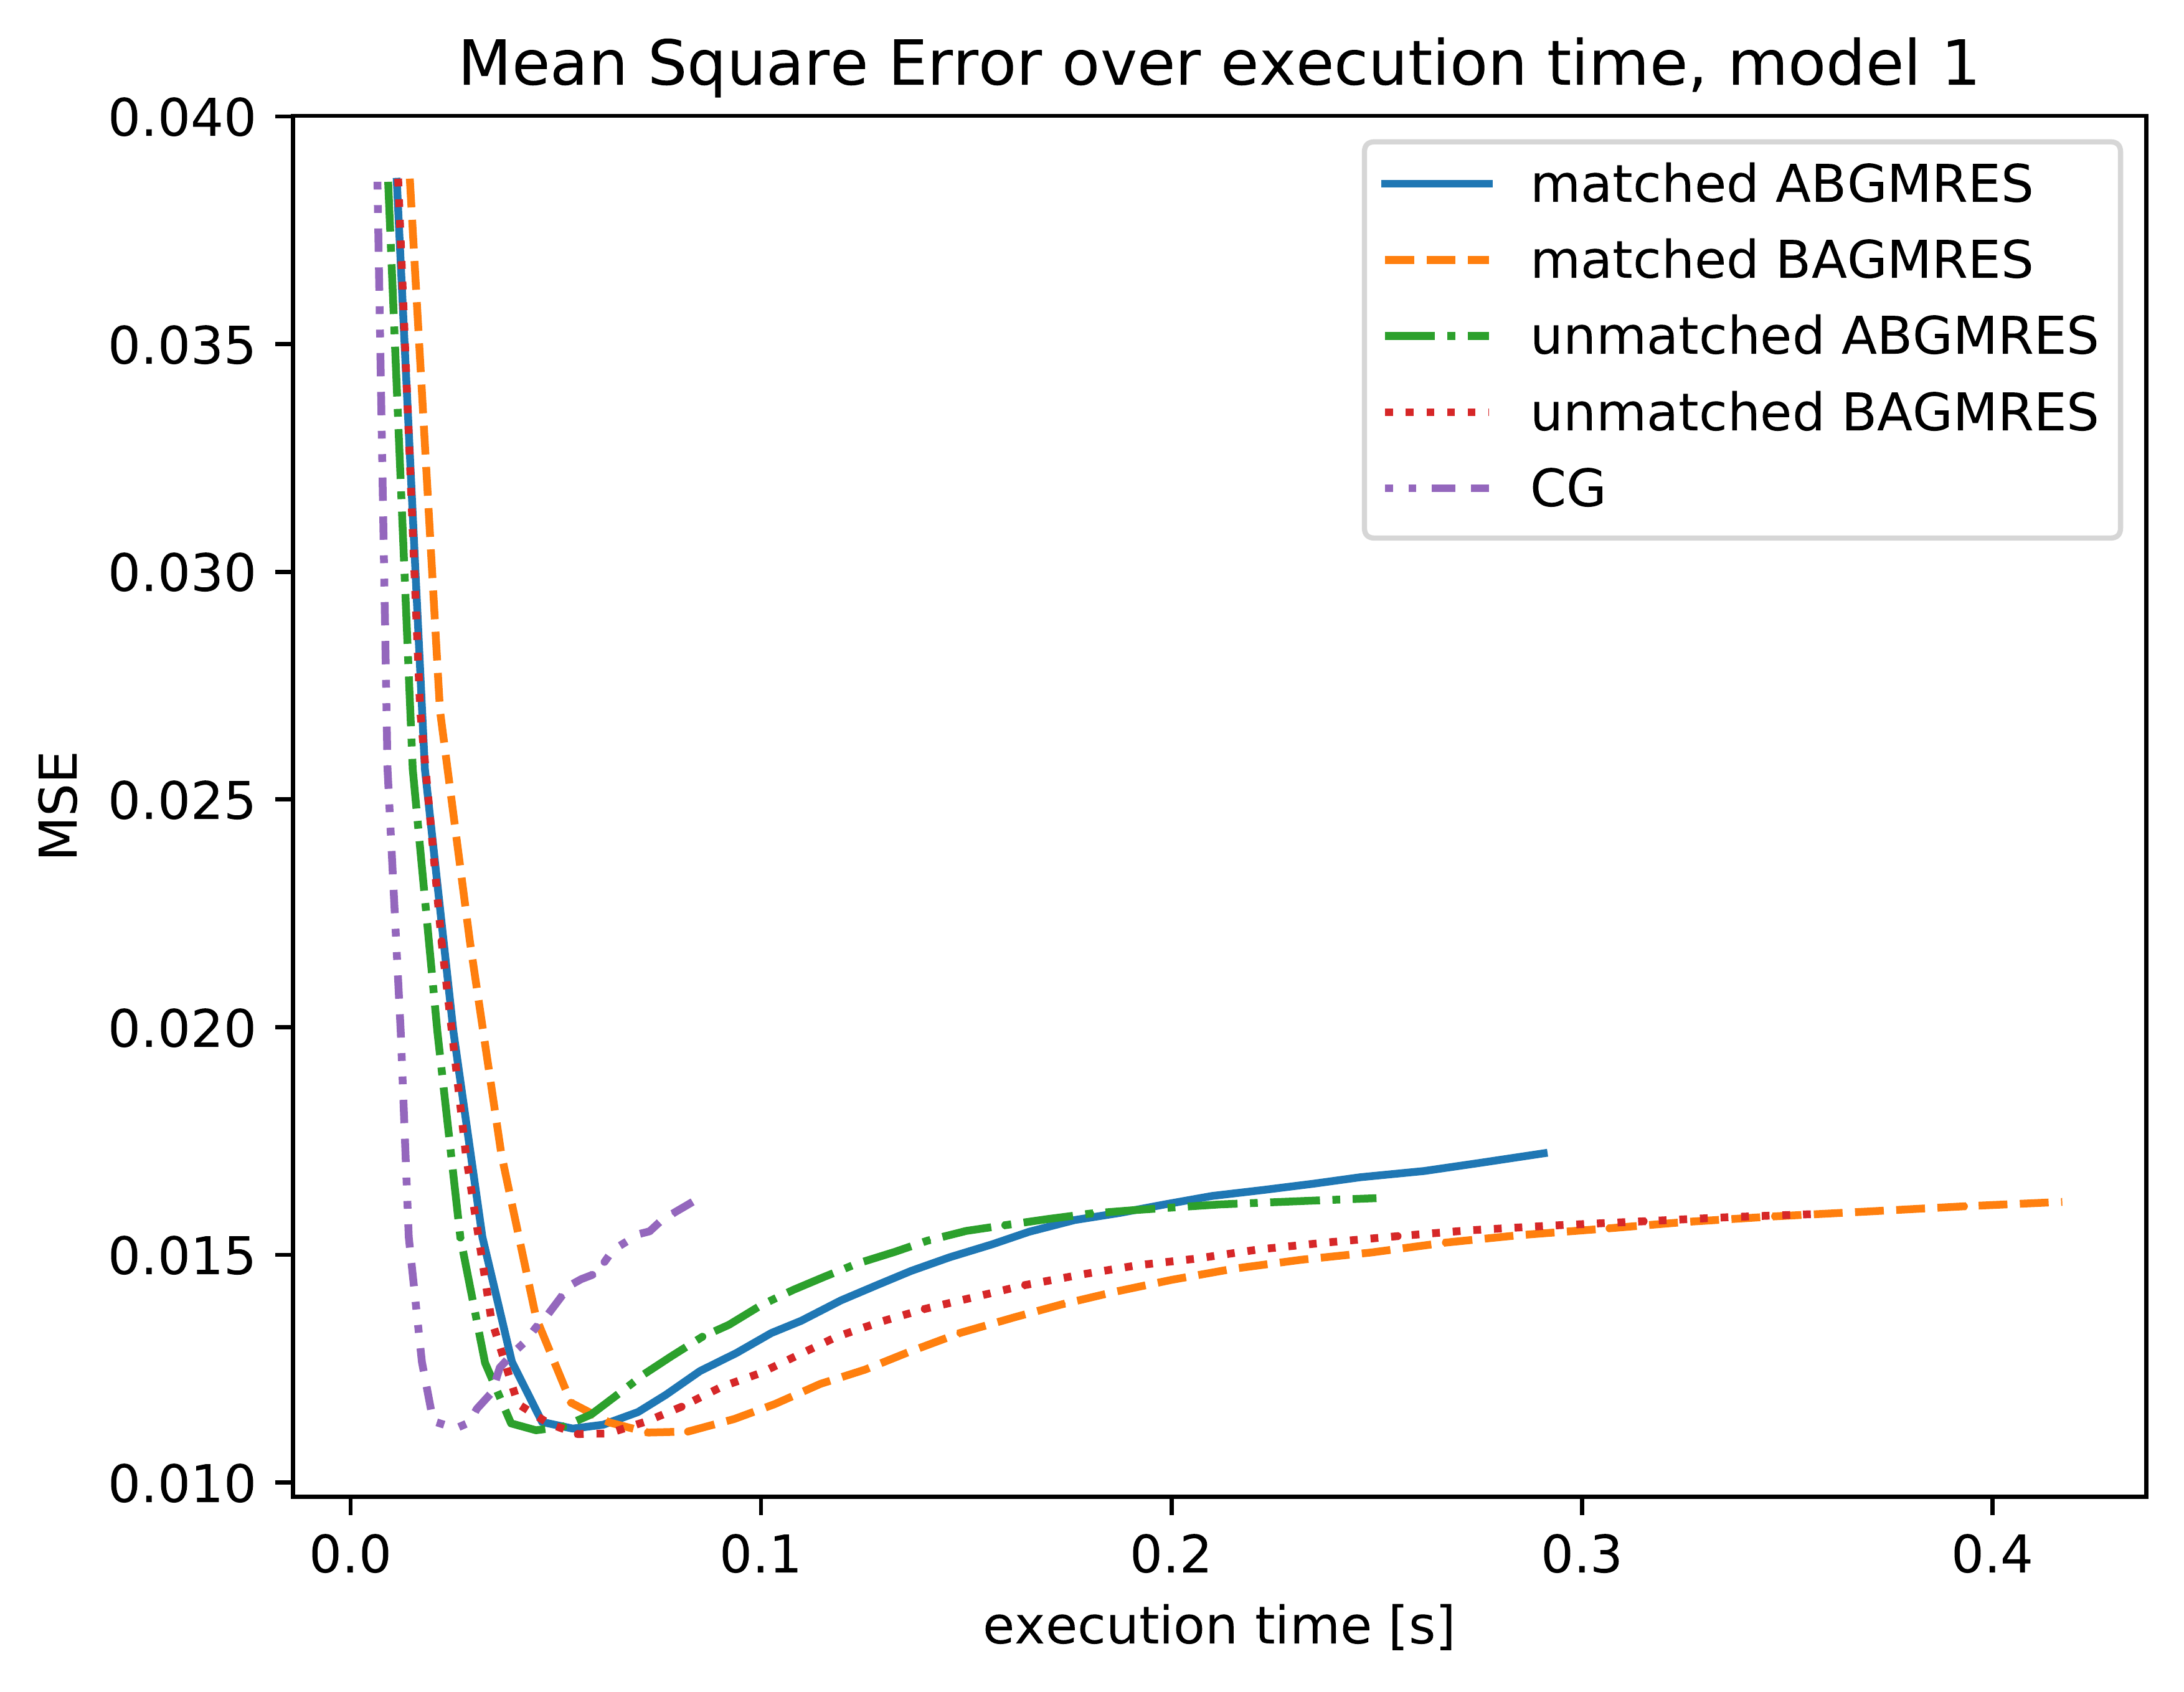 Mean Square Error over execution time, model 1
0.040
0.035
0.030
0.025
0.020
0.015
0.010
MSE
matched ABGMRES
matched BAGMRES
unmatched ABGMRES
unmatched BAGMRES
CG
0.0 0.1 0.2 0.3 0.4
execution time [s]